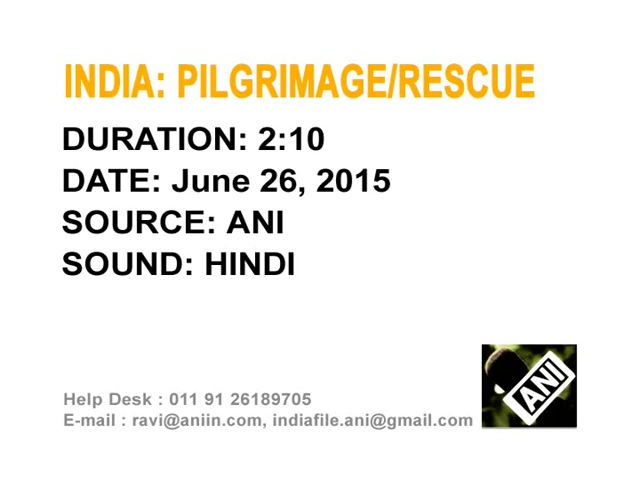 INDIA: PILGRIMAGE/RESCUE
DURATION: 2:10
DATE: June 26, 2015
SOURCE: ANI
SOUND: HINDI
Help Desk : 011 91 26189705
E-mail : ravi@aniin.com, indiafile.ani@gmail.com
ANI